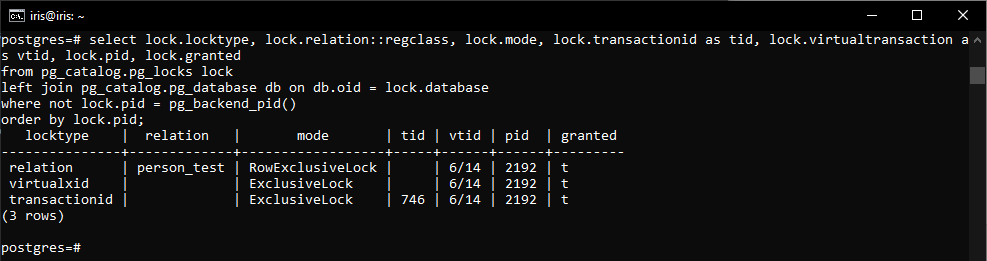 iris@iris: ~
postgres=# select lock.locktype, lock.relation::regclass, lock.mode, lock.transactionid as tid, lock.virtualtransaction a
s vtid, lock.pid, lock.granted
from pg_catalog.pg_locks lock
left join pg_catalog.pg_database db on db.oid = lock.database
where not lock.pid = pg_backend_pid()
order by lock.pid;
   locktype    |  relation   |       mode       | tid | vtid | pid  | granted
---------------+-------------+------------------+-----+------+------+---------
 relation      | person_test | RowExclusiveLock |     | 6/14 | 2192 | t
 virtualxid    |             | ExclusiveLock    |     | 6/14 | 2192 | t
 transactionid |             | ExclusiveLock    | 746 | 6/14 | 2192 | t
(3 rows)

postgres=#